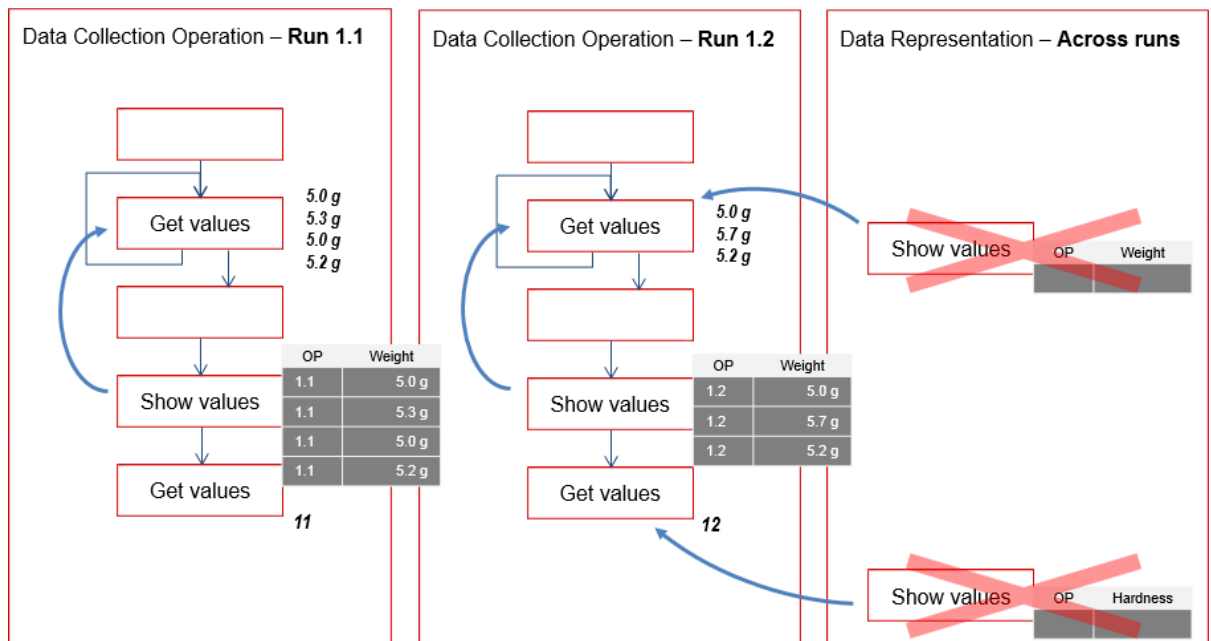 Data Collection Operation – Run 1.1
Get values
5.0 g
5.3 g
5.0 g
5.2 g
OP Weight
1.1 5.0 g
1.1 5.3 g
1.1 5.0 g
1.1 5.2 g
Show values
Get values
11
Data Collection Operation – Run 1.2
Get values
5.0 g
5.7 g
5.2 g
OP Weight
1.2 5.0 g
1.2 5.7 g
1.2 5.2 g
Show values
Get values
12
Data Representation – Across runs
Show values
OP Weight
Show values
OP Hardness